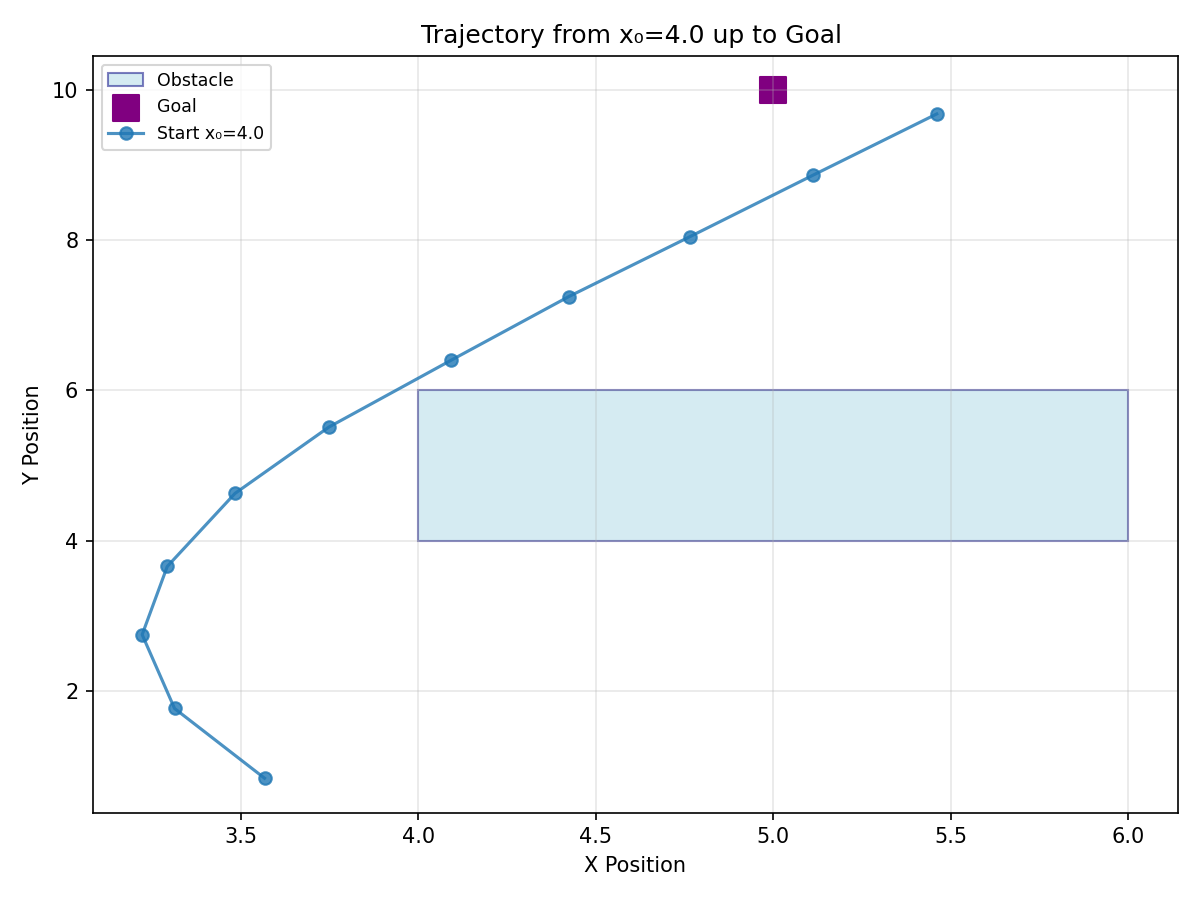 Trajectory from x₀=4.0 up to Goal
Obstacle
Goal
Start x₀=4.0
Y Position
10
8
6
4
2
3.5 4.0 4.5 5.0 5.5 6.0
X Position